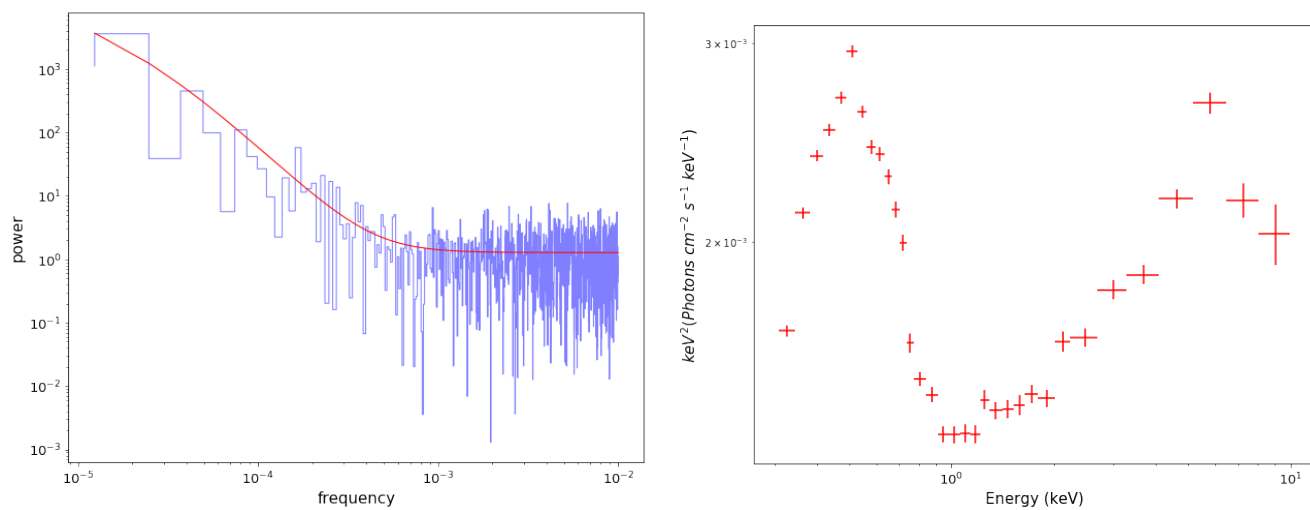 10³
10²
10¹
10⁰
10⁻¹
10⁻²
10⁻³
power
10⁻⁵
10⁻⁴
10⁻³
10⁻²
frequency
3 × 10⁻³
2 × 10⁻³
keV²(Photons cm⁻² s⁻¹ keV⁻¹)
10⁰
10¹
Energy (keV)